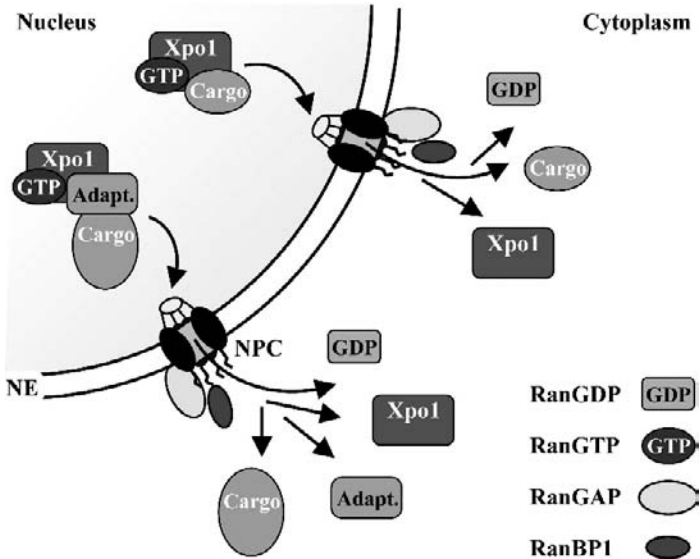 Nucleus
Cytoplasm
Xpo1
GTP
Cargo
GDP
Cargo
Xpo1
Xpo1
GTP
Adapt.
Cargo
NPC
GDP
NE
Xpo1
Cargo
Adapt.
RanGDP GDP
RanGTP GTP
RanGAP
RanBP1